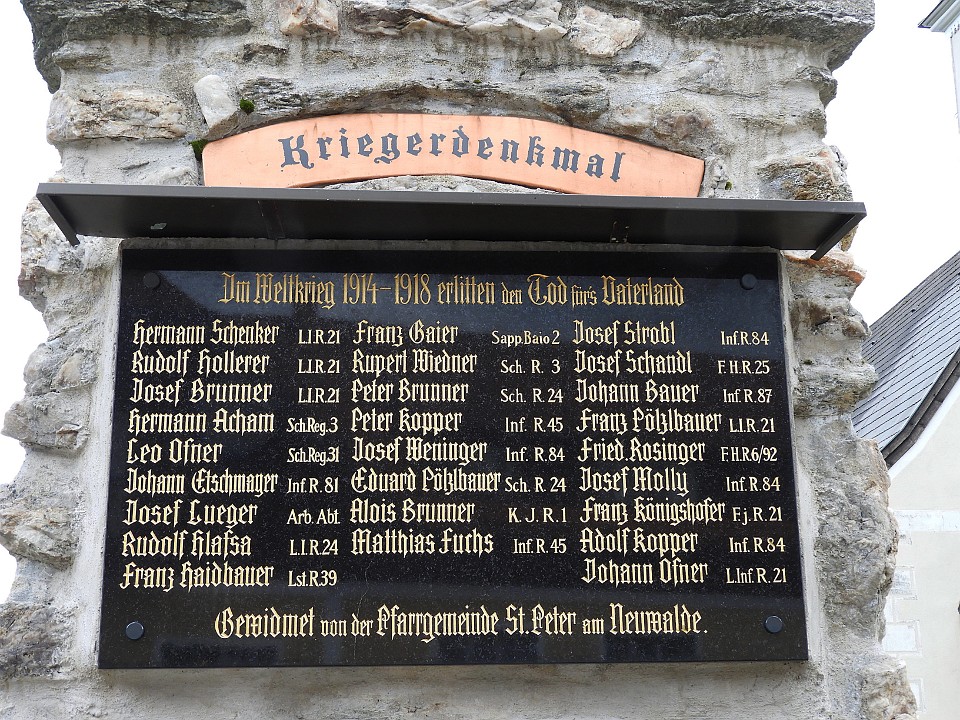 Kriegerdenkmal
Im Weltkrieg 1914-1918 erlitten den Tod für's Vaterland
Hermann Schenker L.I.R.21
Rudolf Hollerer L.I.R.21
Josef Brunner L.I.R.21
Hermann Acham Sch.Reg.3
Leo Ofner Sch.Reg.31
Johann Etschmayer Inf.R.81
Josef Lueger Arb.Abt.
Rudolf Hlafsa L.I.R.24
Franz Haidbauer Lst.R.39
Franz Gaier Sapp.Baio 2
Rupert Wiedner Sch. R. 3
Peter Brunner Sch. R. 24
Peter Kopper Inf. R.45
Josef Weninger Inf. R.84
Eduard Pölzlbauer Sch. R. 24
Alois Brunner K. J. R. 1
Matthias Fuchs Inf. R.45
Josef Strobl Inf.R.84
Josef Schandl F.H.R.25
Johann Bauer Inf. R. 87
Franz Pölzlbauer L.I.R.21
Fried. Rosinger F.H.R.6/92
Josef Molly Inf. R.84
Franz Königshofer F.j.R.21
Adolf Kopper Inf. R.84
Johann Ofner L.Inf. R. 21
Gewidmet von der Pfarrgemeinde St. Peter am Neuwalde.